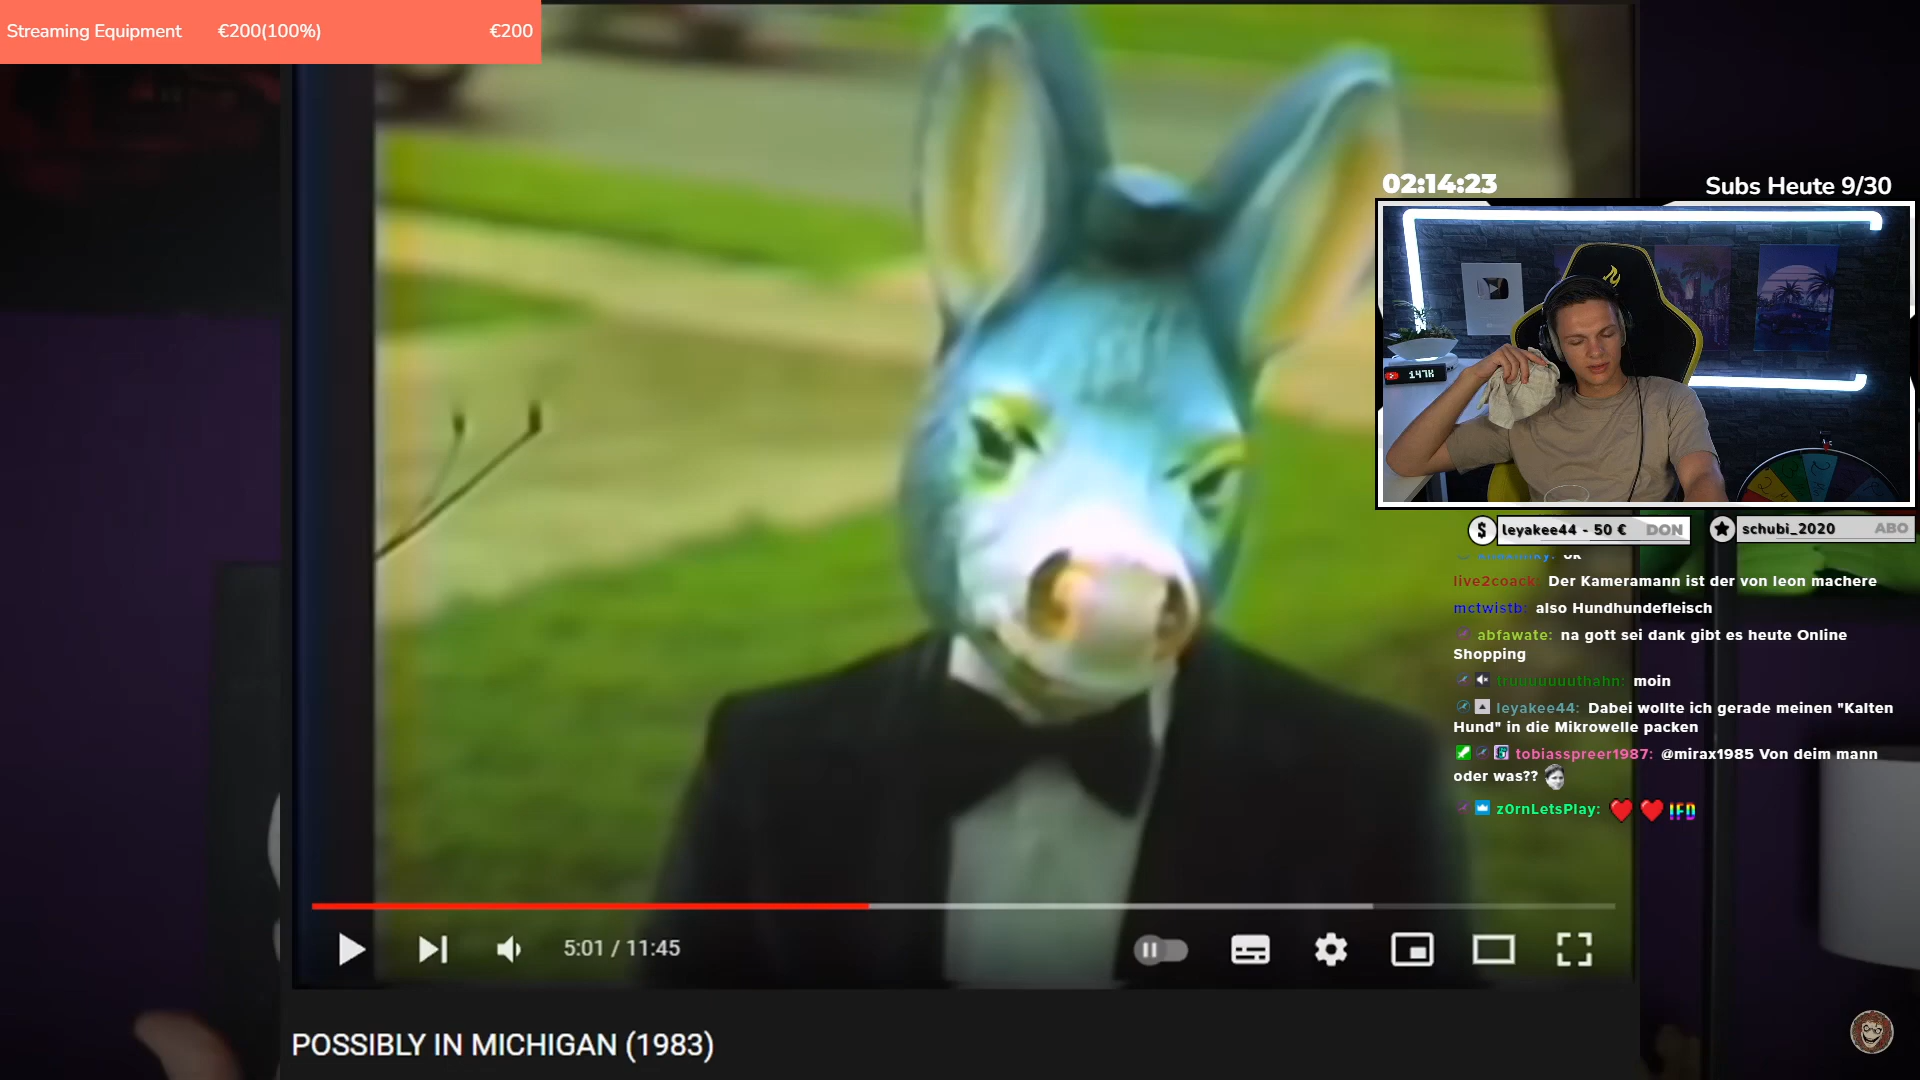 Streaming Equipment €200(100%) €200
02:14:23
Subs Heute 9/30
147K
leyakee44 - 50 € DON
schubi_2020 ABO
ok
live2coack: Der Kameramann ist der von leon machere
mctwistb: also Hundhundefleisch
abfawate: na gott sei dank gibt es heute Online
Shopping
truuuuuuuthahn: moin
leyakee44: Dabei wollte ich gerade meinen "Kalten
Hund" in die Mikrowelle packen
tobiasspreer1987: @mirax1985 Von deim mann
oder was??
z0rnLetsPlay:
5:01 / 11:45
POSSIBLY IN MICHIGAN (1983)